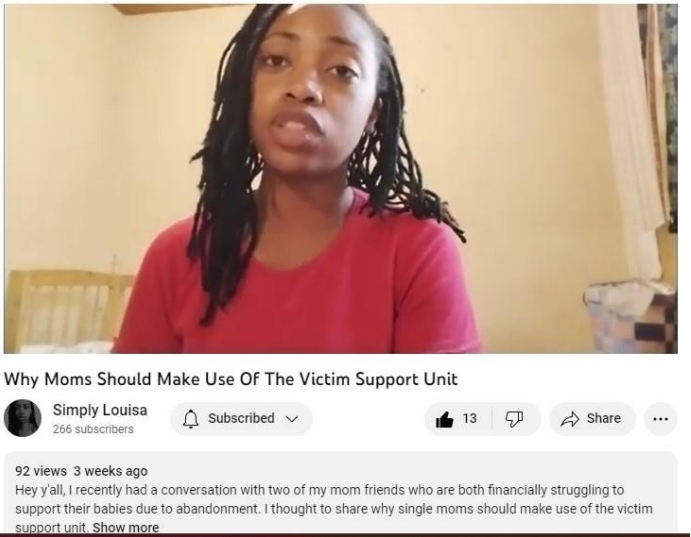 Why Moms Should Make Use Of The Victim Support Unit
Simply Louisa
266 subscribers
Subscribed
13
Share
92 views 3 weeks ago
Hey y'all, I recently had a conversation with two of my mom friends who are both financially struggling to
support their babies due to abandonment. I thought to share why single moms should make use of the victim
support unit. Show more